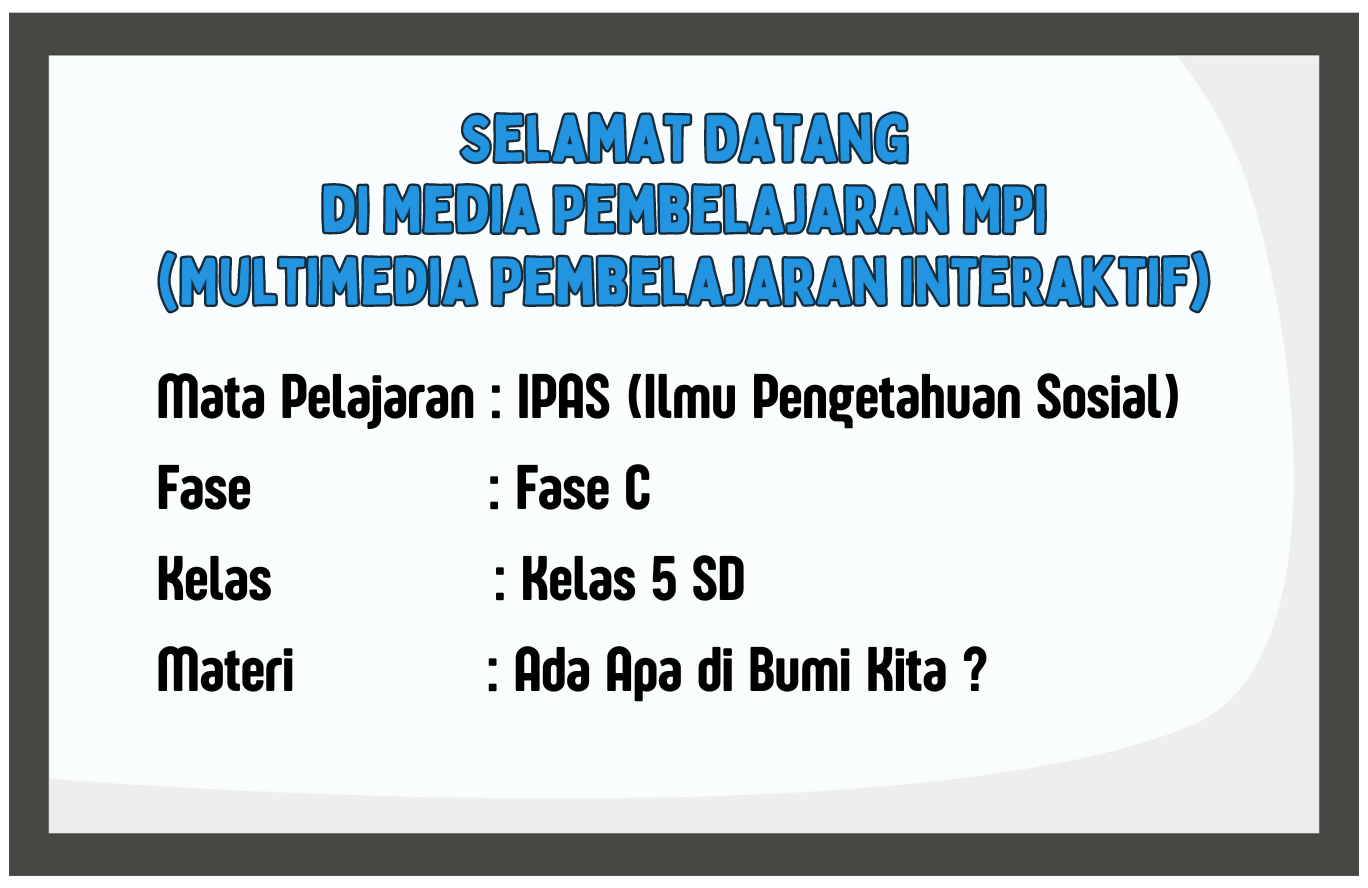 SELAMAT DATANG
DI MEDIA PEMBELAJARAN MPI
(MULTIMEDIA PEMBELAJARAN INTERAKTIF)
Mata Pelajaran : IPAS (Ilmu Pengetahuan Sosial)
Fase : Fase C
Kelas : Kelas 5 SD
Materi : Ada Apa di Bumi Kita ?